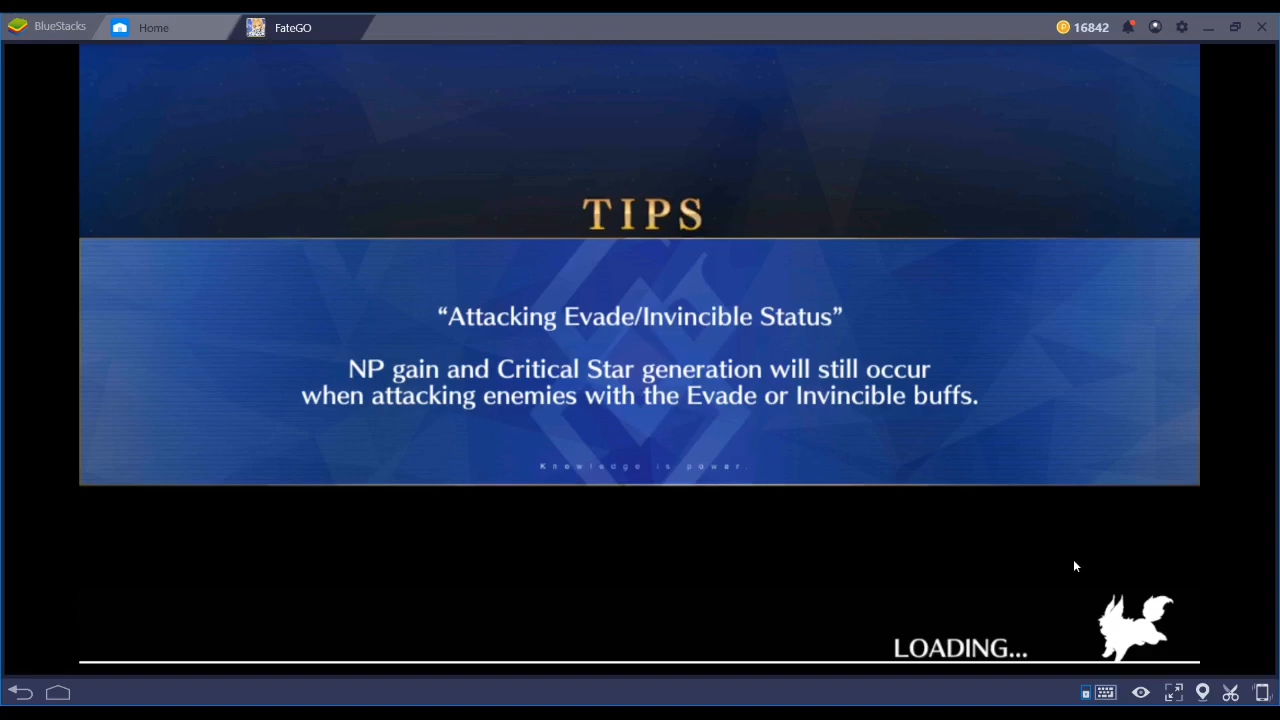 BlueStacks
Home
FateGO
16842
TIPS
“Attacking Evade/Invincible Status”
NP gain and Critical Star generation will still occur
when attacking enemies with the Evade or Invincible buffs.
Knowledge is power.
LOADING...